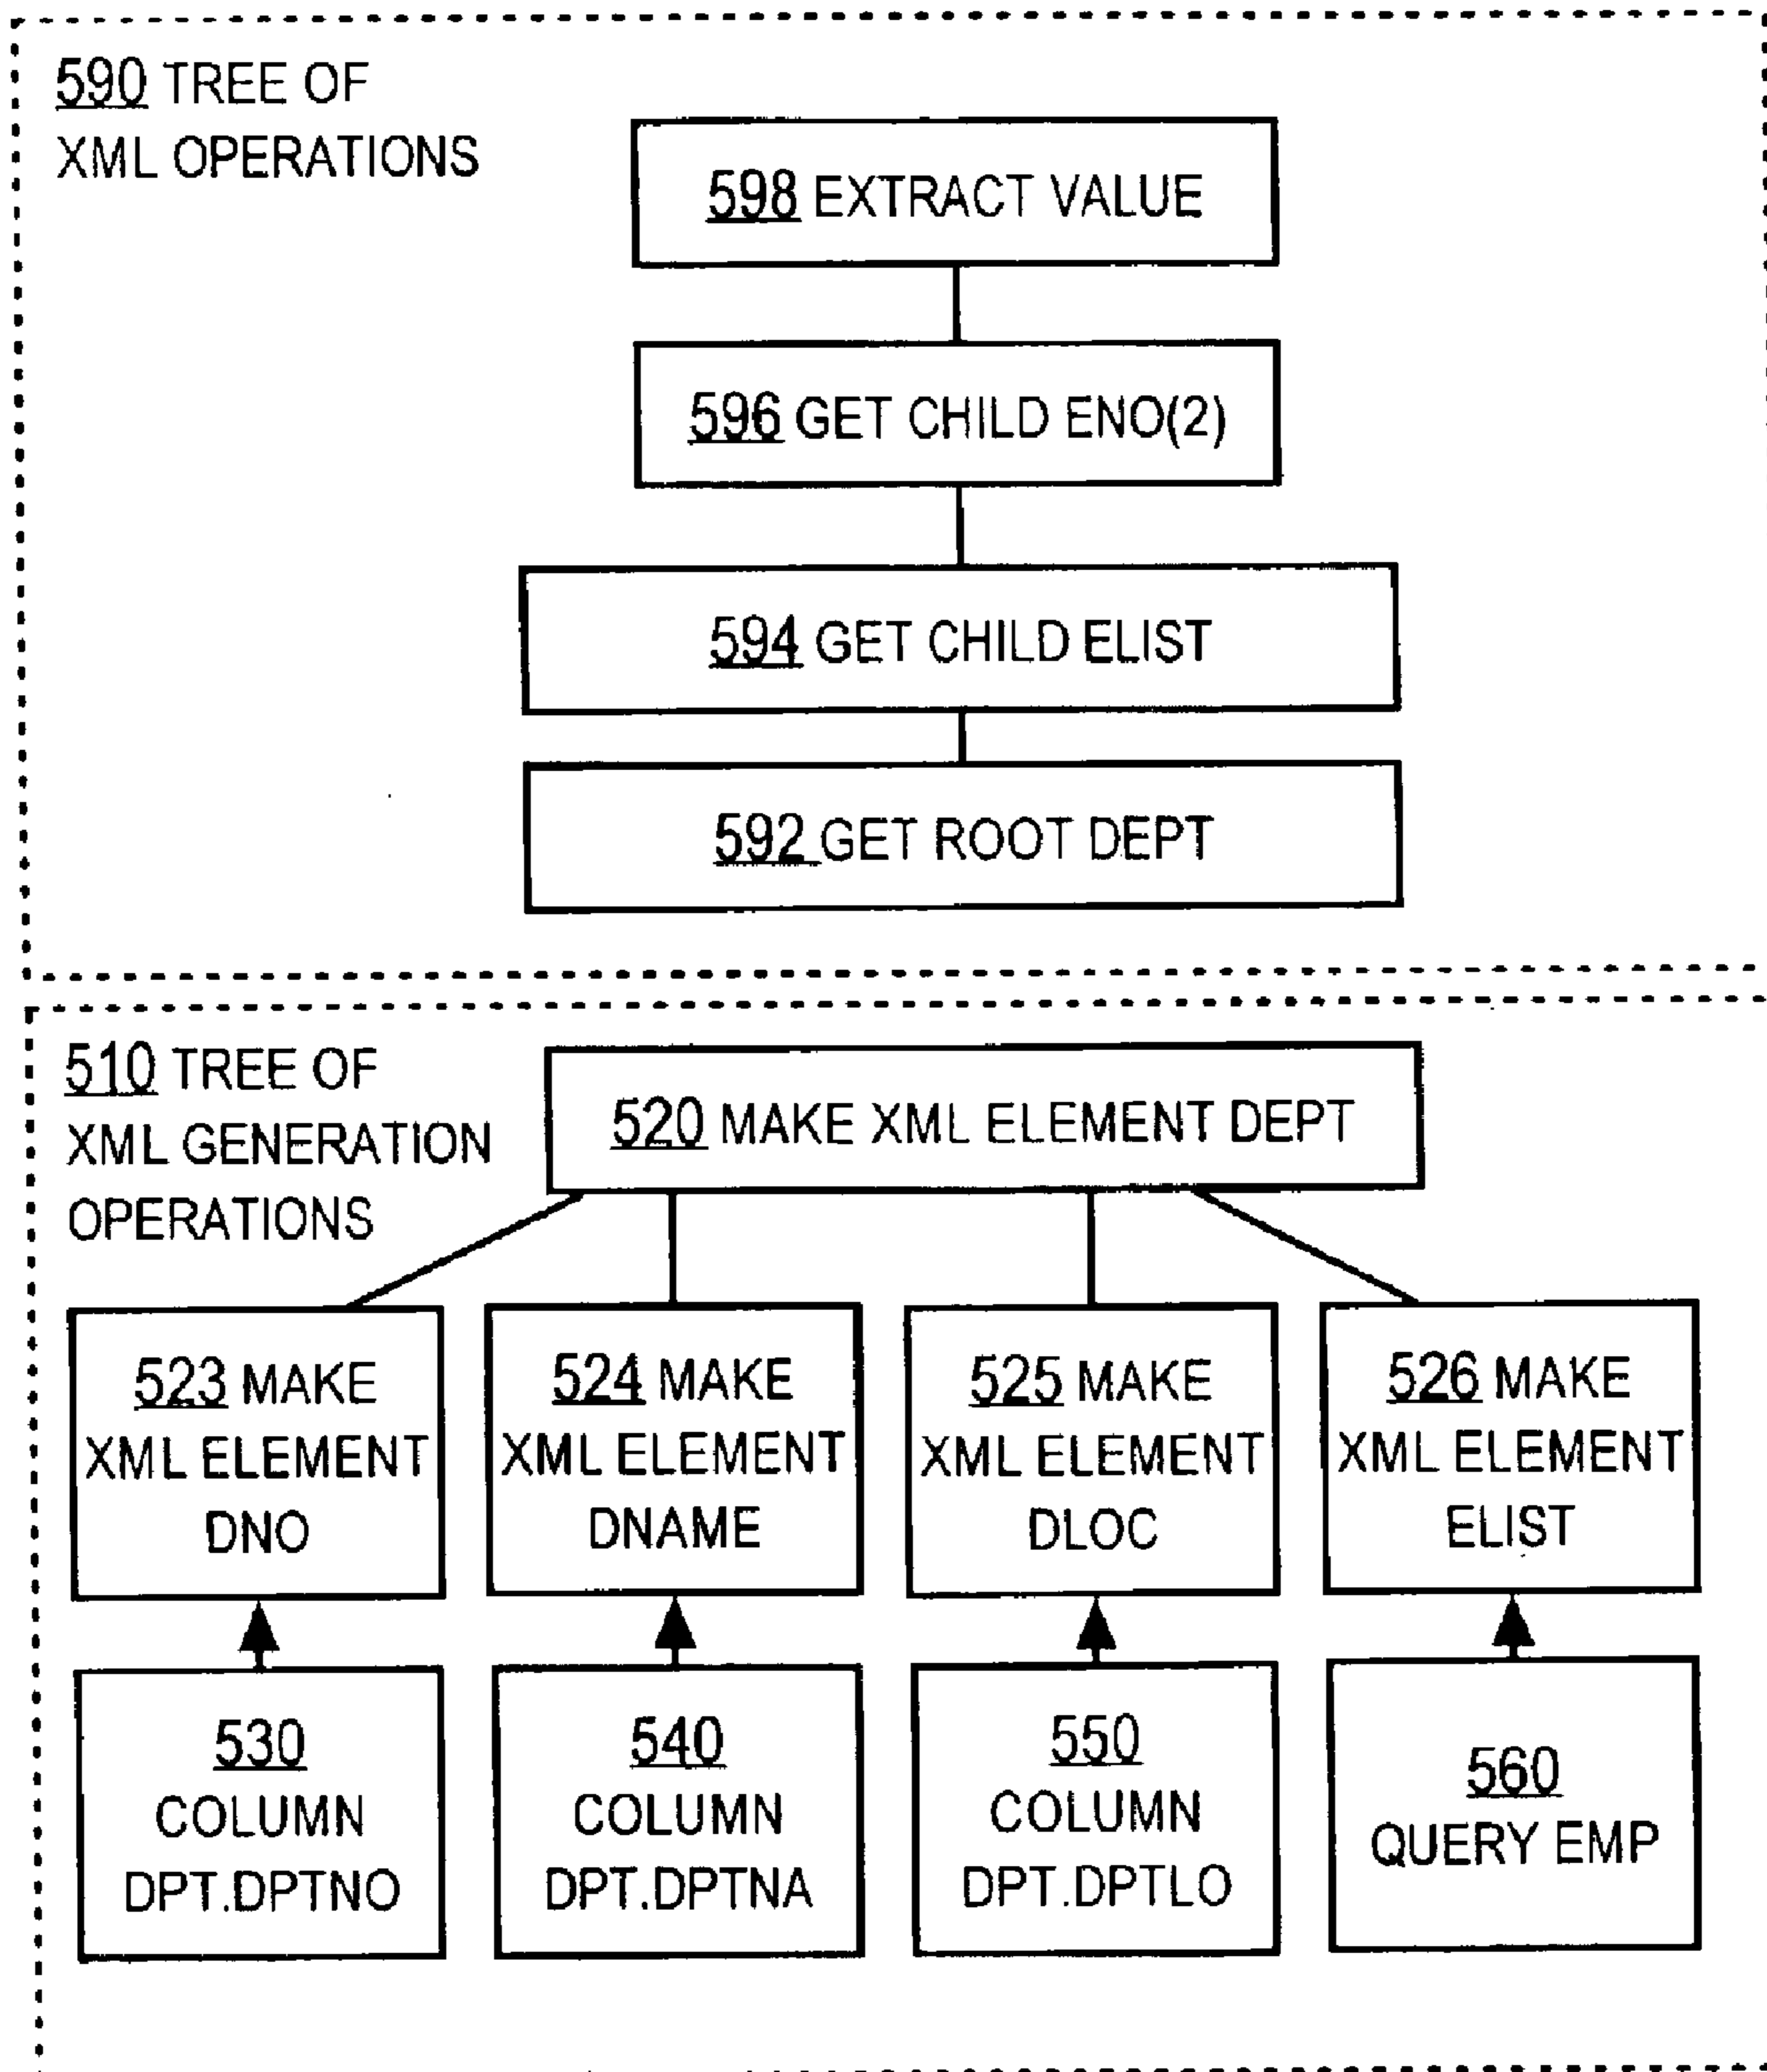 590 TREE OF
XML OPERATIONS
598 EXTRACT VALUE
596 GET CHILD ENO(2)
594 GET CHILD ELIST
592 GET ROOT DEPT
510 TREE OF
XML GENERATION
OPERATIONS
520 MAKE XML ELEMENT DEPT
523 MAKE
XML ELEMENT
DNO
524 MAKE
XML ELEMENT
DNAME
525 MAKE
XML ELEMENT
DLOC
526 MAKE
XML ELEMENT
ELIST
530
COLUMN
DPT.DPTNO
540
COLUMN
DPT.DPTNA
550
COLUMN
DPT.DPTLO
560
QUERY EMP